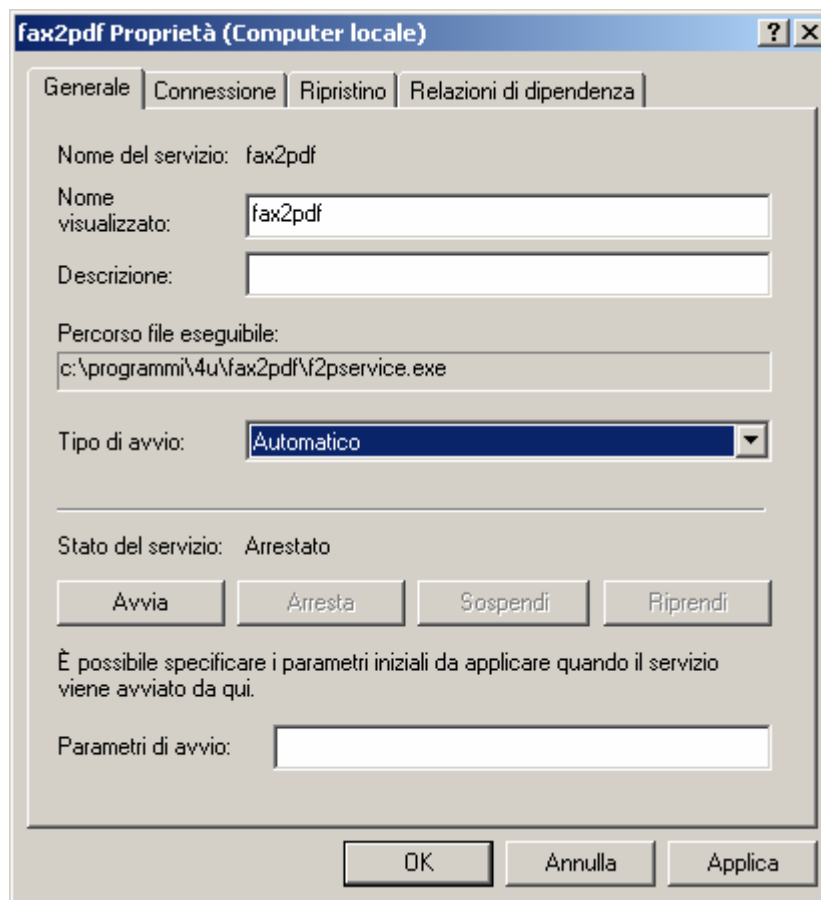 fax2pdf Proprietà (Computer locale)
Generale Connessione Ripristino Relazioni di dipendenza
Nome del servizio: fax2pdf
Nome
visualizzato: fax2pdf
Descrizione:
Percorso file eseguibile:
c:\programmi\4u\fax2pdf\f2pservice.exe
Tipo di avvio: Automatico
Stato del servizio: Arrestato
Avvia Arresta Sospendi Riprendi
È possibile specificare i parametri iniziali da applicare quando il servizio
viene avviato da qui.
Parametri di avvio:
OK Annulla Applica